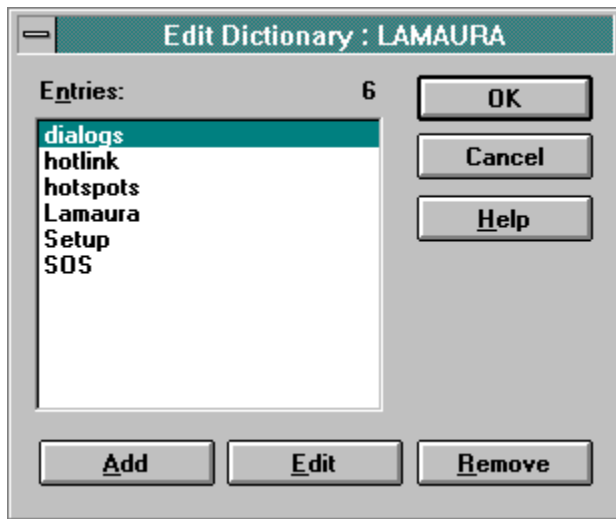 Edit Dictionary : LAMAURA
Entries: 6
OK
dialogs
hotlink
Cancel
hotspots
Lamaura
Help
Setup
SOS
Add Edit Remove